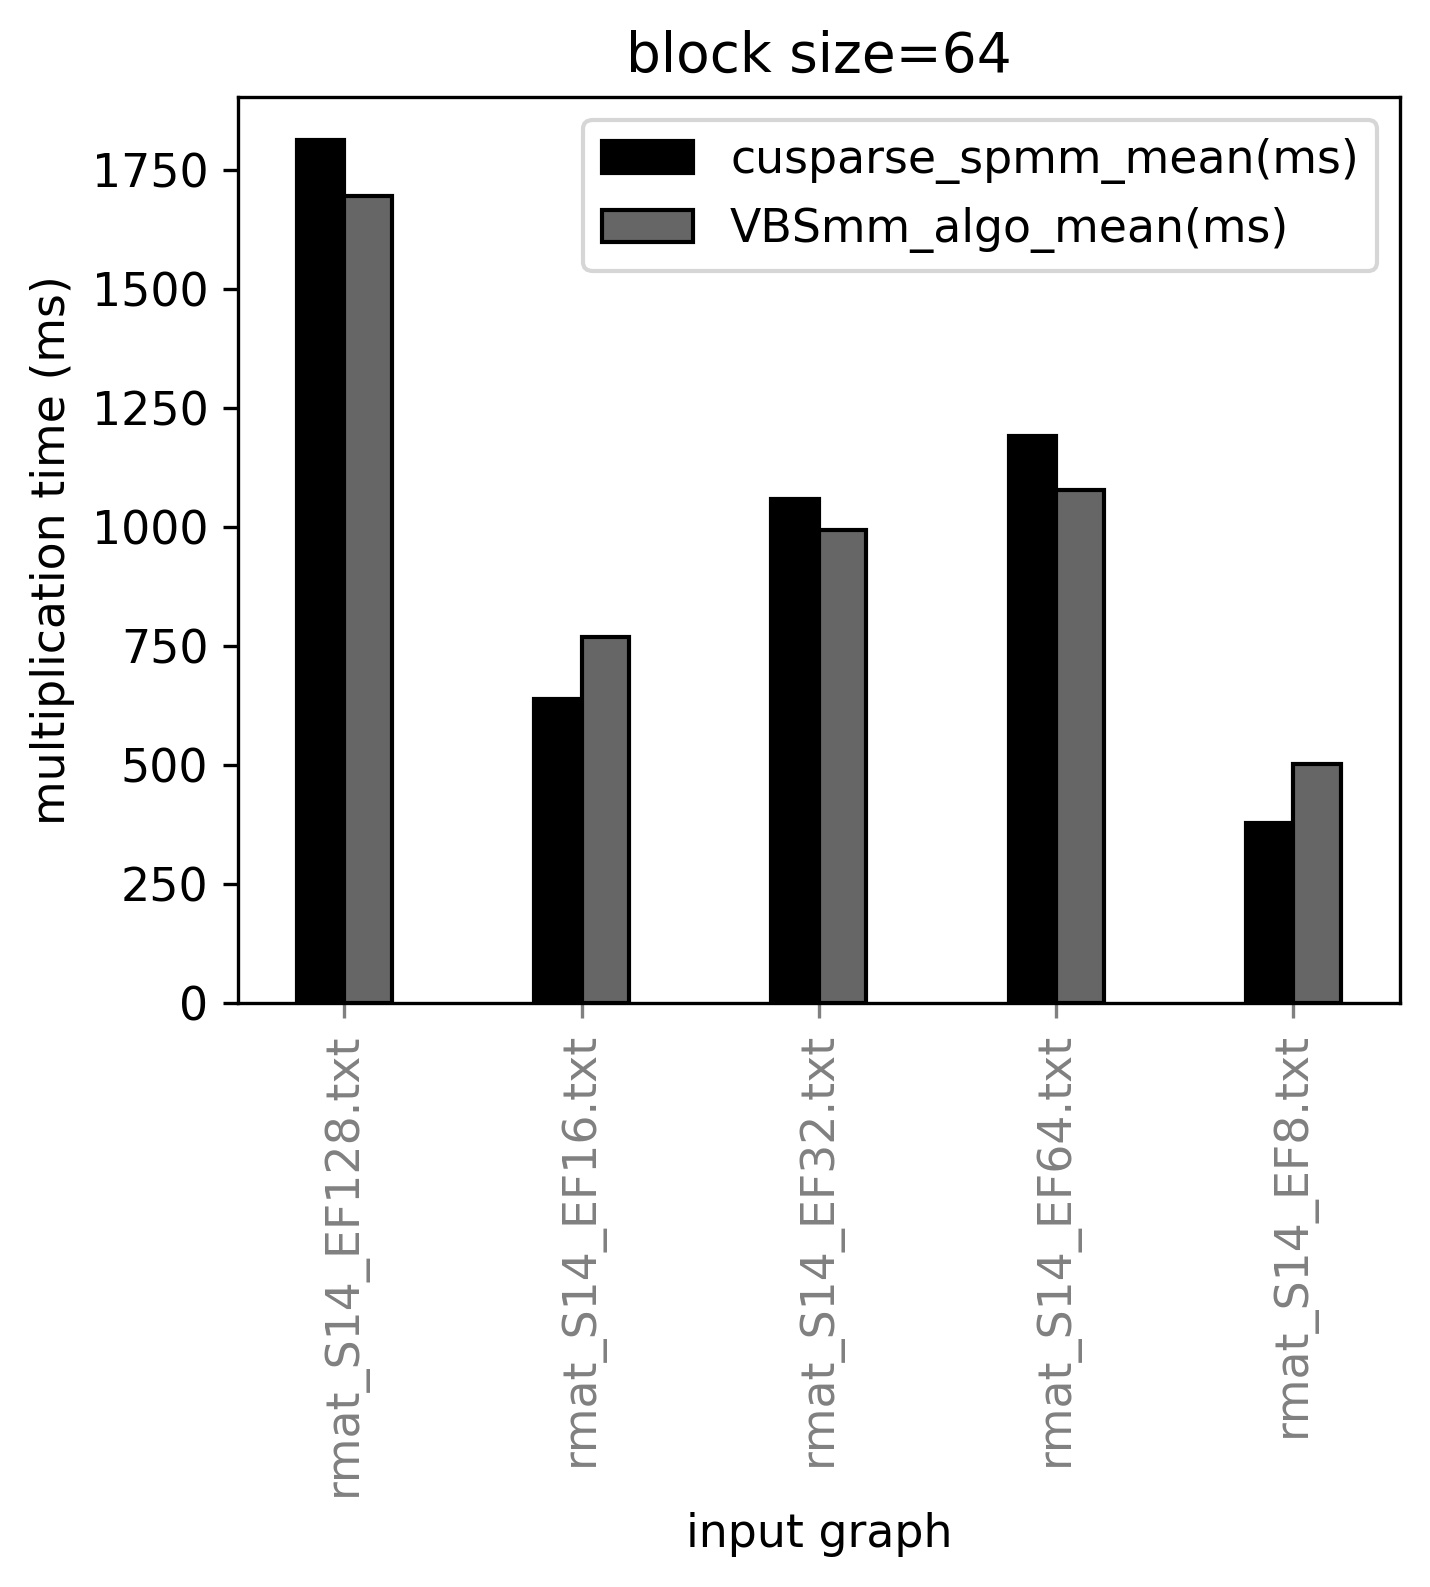 block size=64
cusparse_spmm_mean(ms)
VBSmm_algo_mean(ms)
multiplication time (ms)
1750
1500
1250
1000
750
500
250
0
rmat_S14_EF128.txt
rmat_S14_EF16.txt
rmat_S14_EF32.txt
rmat_S14_EF64.txt
rmat_S14_EF8.txt
input graph